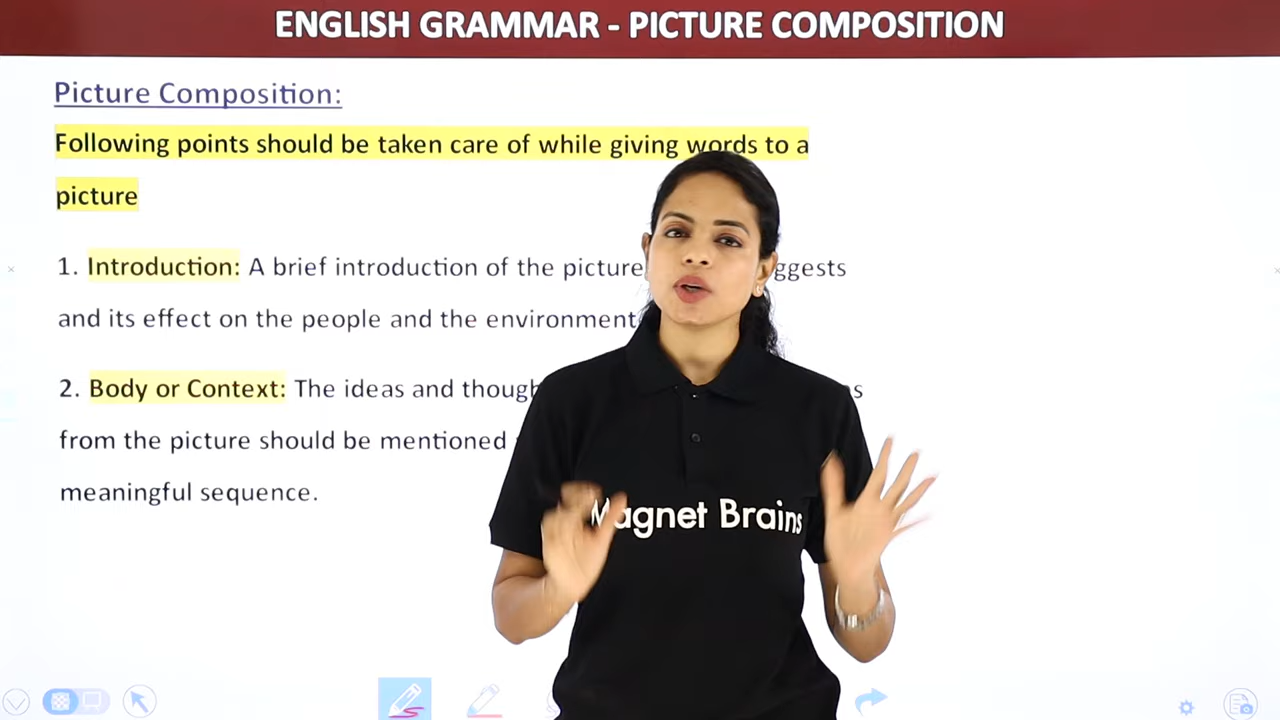 ENGLISH GRAMMAR - PICTURE COMPOSITION
Picture Composition:
Following points should be taken care of while giving words to a
picture
1. Introduction: A brief introduction of the picture
and its effect on the people and the environment
2. Body or Context: The ideas and
from the picture should be mentioned
meaningful sequence.
Magnet Brains